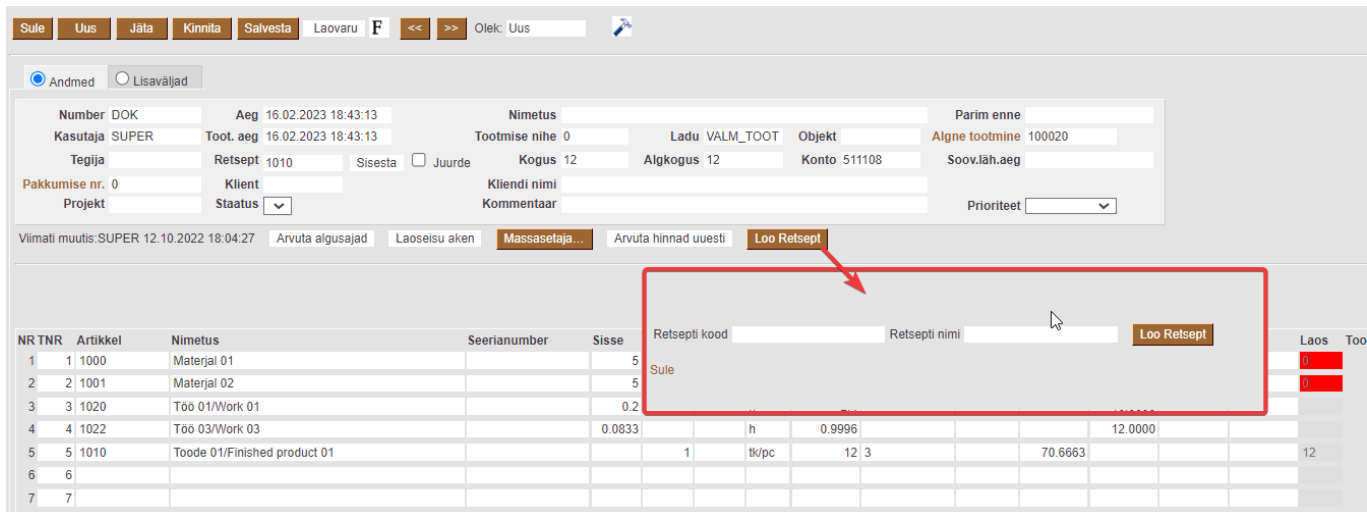 Sule Uus Jäta Kinnita Salvesta Laovaru F << >> Olek: Uus
Andmed Lisaväljad
Number DOK Aeg 16.02.2023 18:43:13 Nimetus Parim enne
Kasutaja SUPER Toot. aeg 16.02.2023 18:43:13 Tootmise nihe 0 Ladu VALM_TOOT Objekt Algne tootmine 100020
Tegija Retsept 1010 Sisesta Juurde Kogus 12 Algkogus 12 Konto 511108 Soov.läh.aeg
Pakkumise nr. 0 Klient Kliendi nimi
Projekt Staatus Kommentaar Prioriteet
Viimati muutis:SUPER 12.10.2022 18:04:27 Arvuta algusajad Laoseisu aken Massasetaja... Arvuta hinnad uuesti Loo Retsept
Retsepti kood Retsepti nimi Loo Retsept
Sule
NR TNR Artikkel Nimetus Seerianumber Sisse Laos Too
1 1 1000 Materjal 01 5 0
2 2 1001 Materjal 02 5 0
3 3 1020 Töö 01/Work 01 0.2
4 4 1022 Töö 03/Work 03 0.0833 h 0.9996 12.0000
5 5 1010 Toode 01/Finished product 01 1 tk/pc 12 3 70.6663 12
6 6
7 7